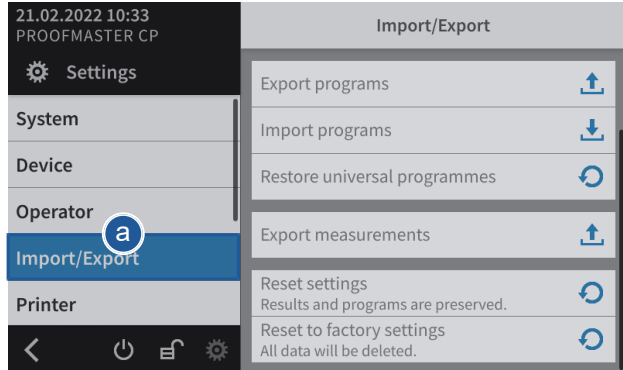 21.02.2022 10:33
PROOFMASTER CP
Settings
System
Device
Operator
a
Import/Export
Printer
Import/Export
Export programs
Import programs
Restore universal programmes
Export measurements
Reset settings
Results and programs are preserved.
Reset to factory settings
All data will be deleted.